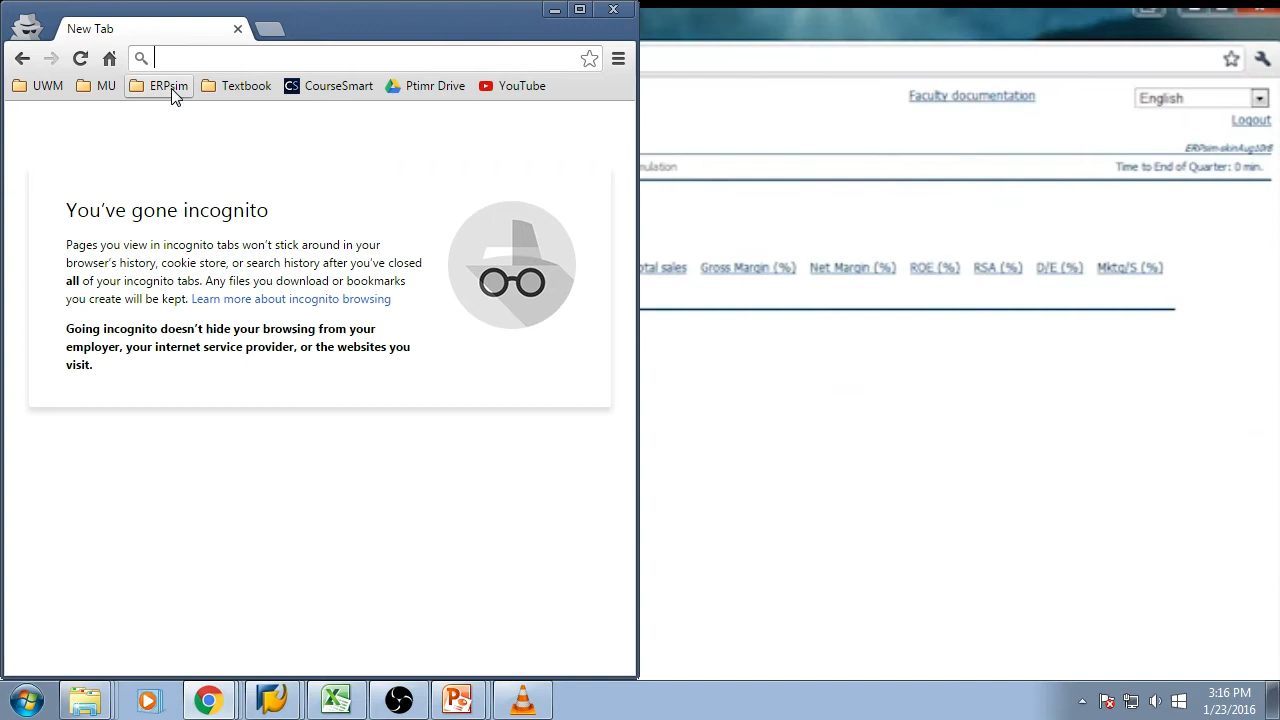 New Tab
UWM MU ERPsim Textbook CourseSmart Ptimr Drive YouTube
You've gone incognito
Pages you view in incognito tabs won't stick around in your
browser's history, cookie store, or search history after you've closed
all of your incognito tabs. Any files you download or bookmarks
you create will be kept. Learn more about incognito browsing
Going incognito doesn't hide your browsing from your
employer, your internet service provider, or the websites you
visit.
Faculty documentation
English
Logout
ERPsim-skinAug10r8
mulation Time to End of Quarter: 0 min.
otal sales Gross Margin (%) Net Margin (%) ROE (%) RSA (%) D/E (%) Mktg/S (%)
3:16 PM
1/23/2016